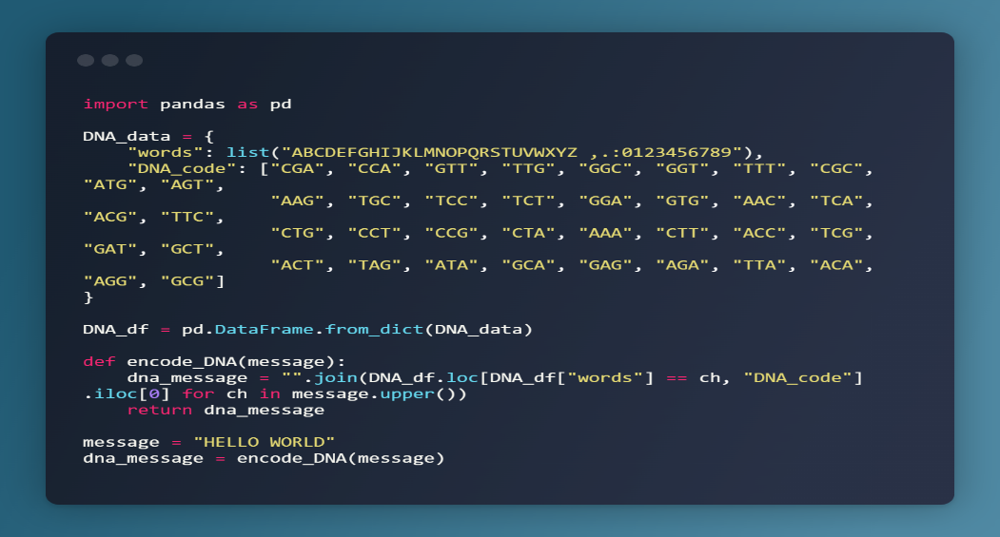 import pandas as pd
DNA_data = {
    "words": list("ABCDEFGHIJKLMNOPQRSTUVWXYZ ,.:0123456789"),
    "DNA_code": ["CGA", "CCA", "GTT", "TTG", "GGC", "GGT", "TTT", "CGC",
"ATG", "AGT",
                 "AAG", "TGC", "TCC", "TCT", "GGA", "GTG", "AAC", "TCA",
"ACG", "TTC",
                 "CTG", "CCT", "CCG", "CTA", "AAA", "CTT", "ACC", "TCG",
"GAT", "GCT",
                 "ACT", "TAG", "ATA", "GCA", "GAG", "AGA", "TTA", "ACA",
"AGG", "GCG"]
}
DNA_df = pd.DataFrame.from_dict(DNA_data)
def encode_DNA(message):
    dna_message = "".join(DNA_df.loc[DNA_df["words"] == ch, "DNA_code"]
.iloc[0] for ch in message.upper())
    return dna_message
message = "HELLO WORLD"
dna_message = encode_DNA(message)